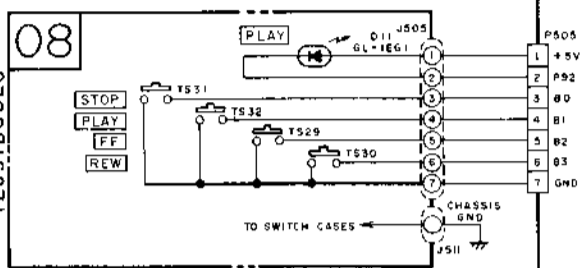 08
PLAY
D11
GL-1EG1
J505
P505
1
1
+5V
2
2
P92
STOP
TS31
3
3
B0
PLAY
TS32
4
4
B1
FF
TS29
5
5
B2
REW
TS30
6
6
B3
7
7
GND
TO SWITCH CASES
CHASSIS
GND
J511